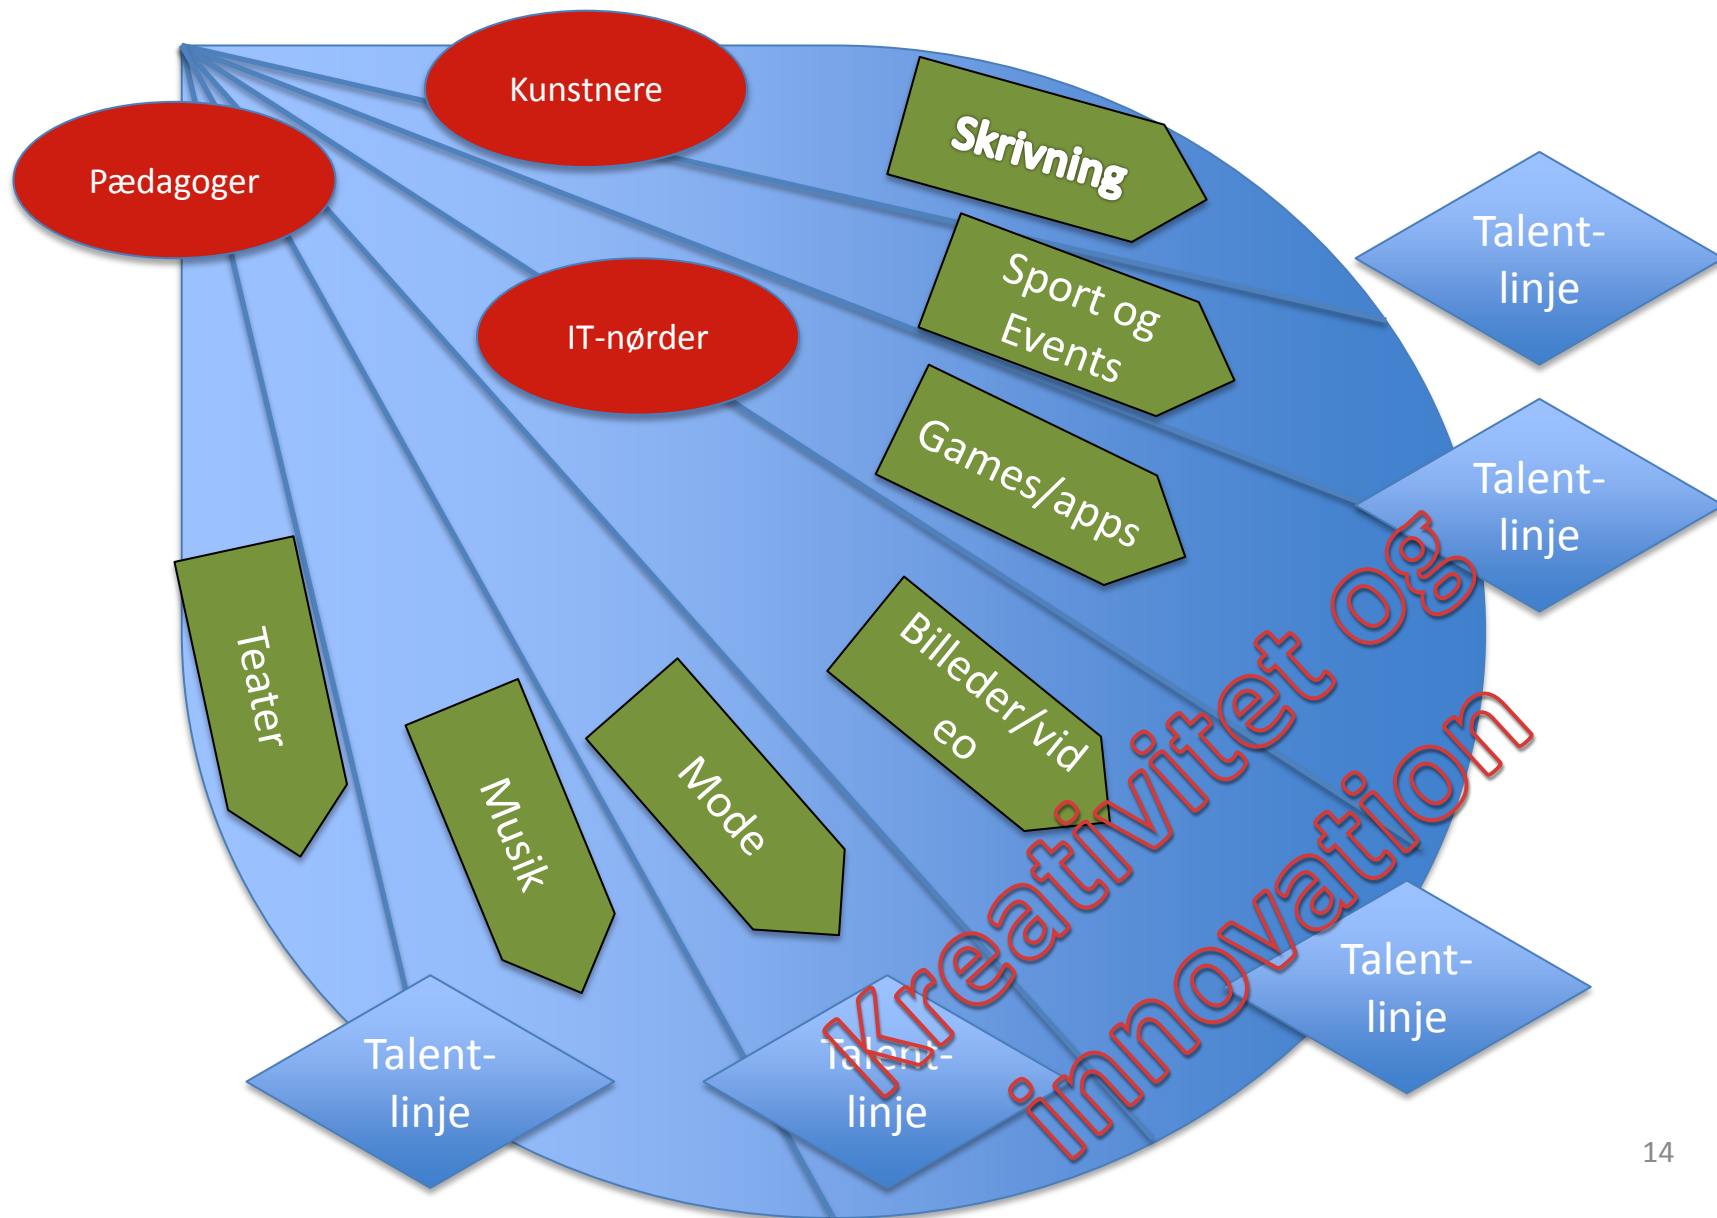 Kunstnere
Pædagoger
IT-nørder
Skrivning
Sport og
Events
Games/apps
Billeder/vid
eo
Mode
Musik
Teater
Talent-
linje
Talent-
linje
Talent-
linje
Talent-
linje
Talent-
linje
Kreativitet og
innovation
14